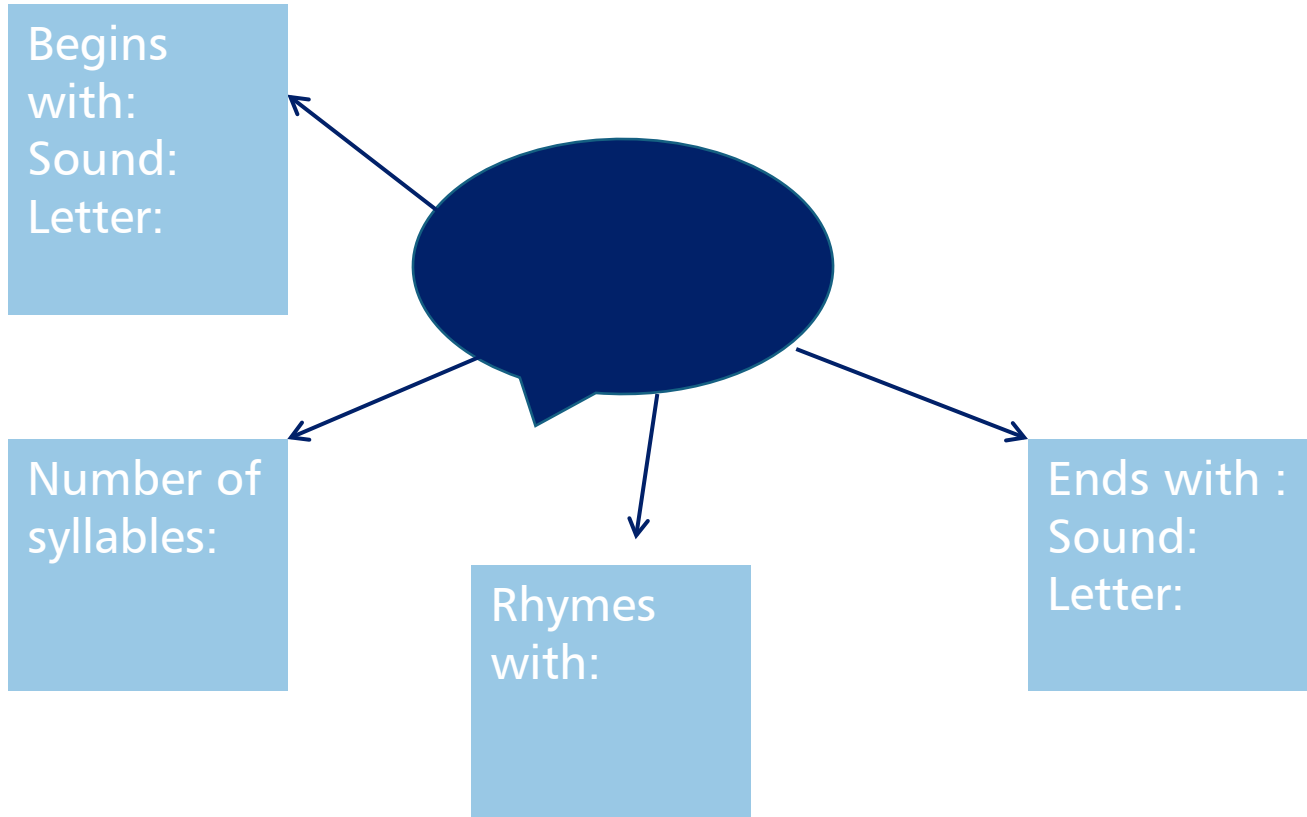 Begins
with:
Sound:
Letter:
Number of
syllables:
Rhymes
with:
Ends with :
Sound:
Letter: